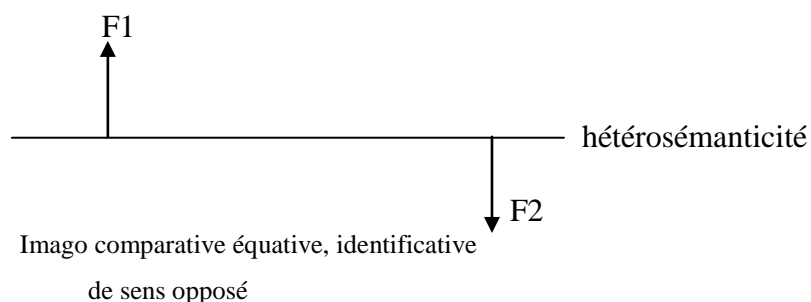 F1
hétérosémanticité
F2
Imago comparative équative, identificative
de sens opposé